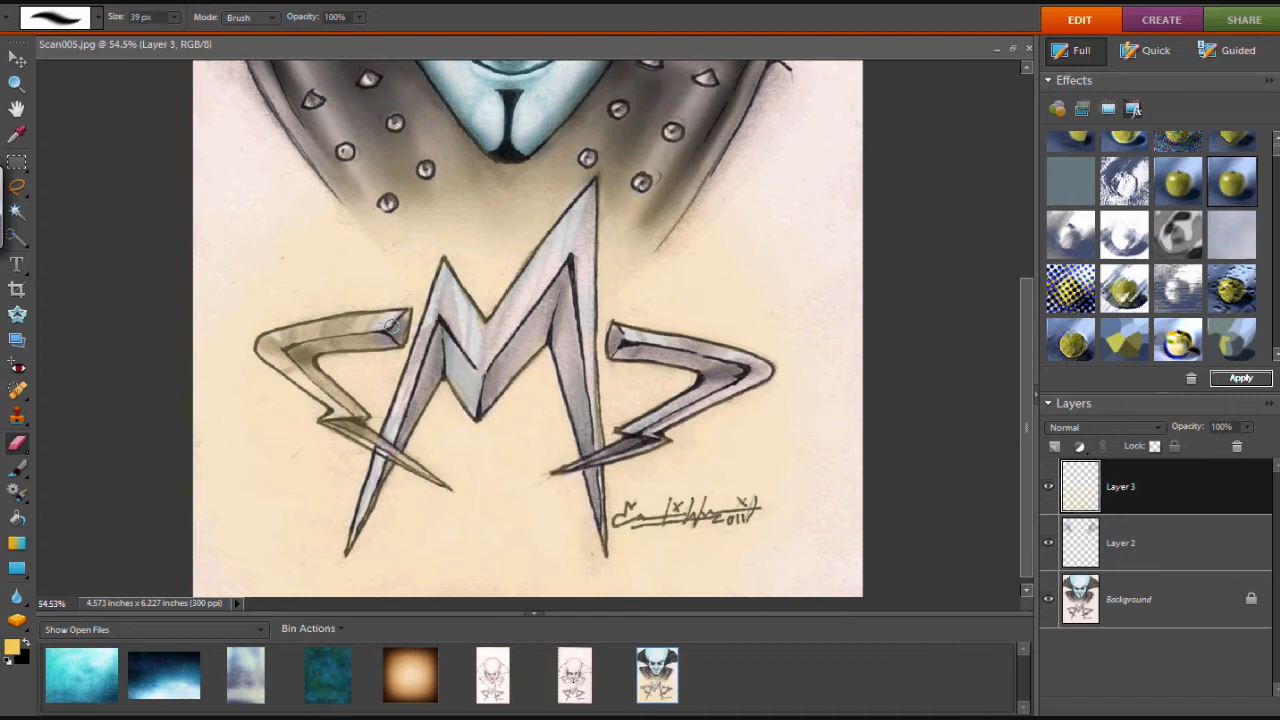 Size: 39 px Mode: Brush Opacity: 100%
EDIT CREATE SHARE
Scan005.jpg @ 54.5% (Layer 3, RGB/8)
Full Quick Guided
Effects
Apply
Layers
Normal Opacity: 100%
Lock:
Layer 3
Layer 2
Background
M
2011
54.53% 4.573 inches x 6.227 inches (300 ppi)
Show Open Files Bin Actions